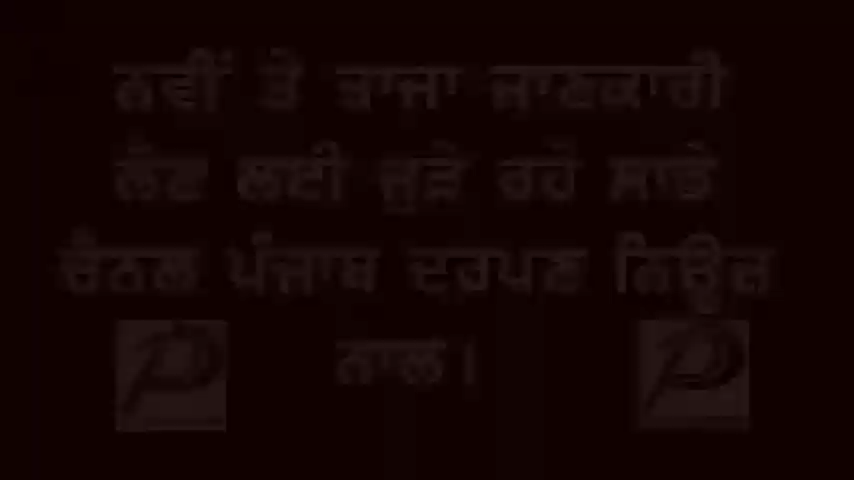 ਨਵੀਂ ਤੇ ਤਾਜਾ ਜਾਣਕਾਰੀ
ਲੈਣ ਲਈ ਜੁੜੇ ਰਹੋ ਸਾਡੇ
ਚੈਨਲ ਪੰਜਾਬ ਦਰਪਣ ਨਿਊਜ਼
ਨਾਲ।